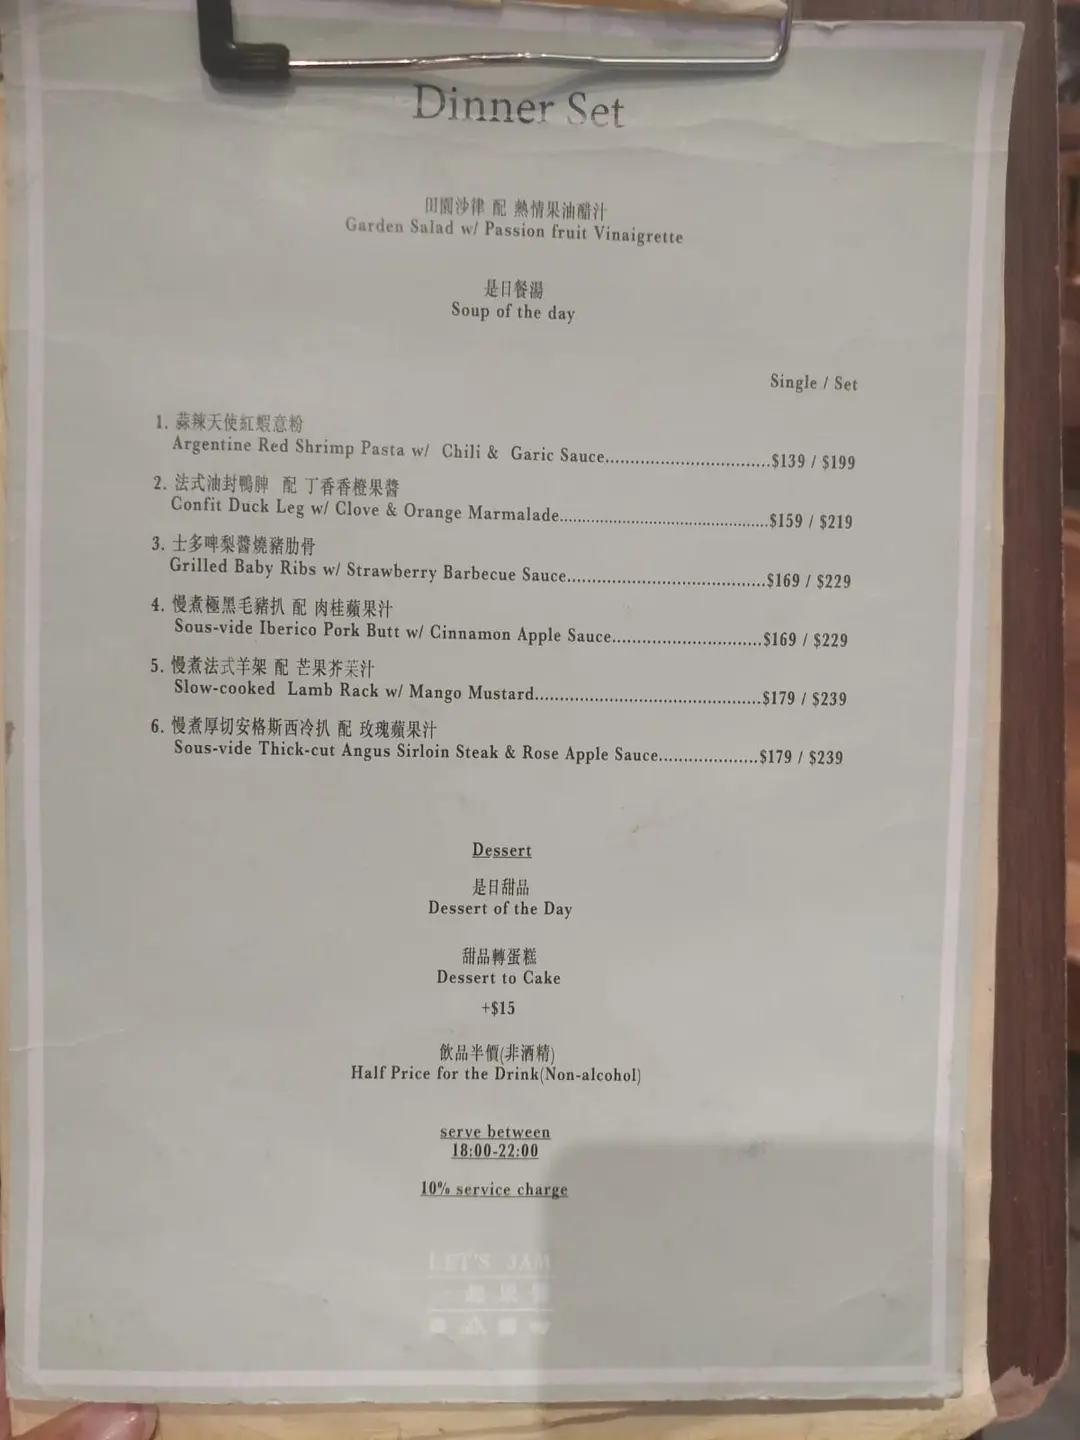 Dinner Set
田園沙律 配 熱情果油醋汁
Garden Salad w/ Passion fruit Vinaigrette
是日餐湯
Soup of the day
Single / Set
1. 蒜辣天使紅蝦意粉
Argentine Red Shrimp Pasta w/ Chili & Garic Sauce..................................$139 / $199
2. 法式油封鴨脾 配 丁香香橙果醬
Confit Duck Leg w/ Clove & Orange Marmalade...........................................$159 / $219
3. 士多啤梨醬燒豬肋骨
Grilled Baby Ribs w/ Strawberry Barbecue Sauce.........................................$169 / $229
4. 慢煮極黑毛豬扒 配 肉桂蘋果汁
Sous-vide Iberico Pork Butt w/ Cinnamon Apple Sauce...............................$169 / $229
5. 慢煮法式羊架 配 芒果芥茉汁
Slow-cooked Lamb Rack w/ Mango Mustard...............................................$179 / $239
6. 慢煮厚切安格斯西冷扒 配 玫瑰蘋果汁
Sous-vide Thick-cut Angus Sirloin Steak & Rose Apple Sauce.....................$179 / $239
Dessert
是日甜品
Dessert of the Day
甜品轉蛋糕
Dessert to Cake
+$15
飲品半價(非酒精)
Half Price for the Drink(Non-alcohol)
serve between
18:00-22:00
10% service charge
LET'S JAM